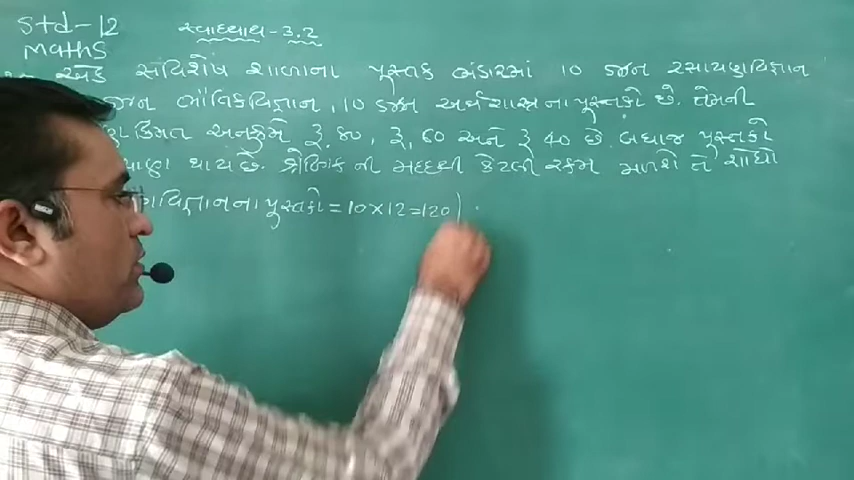 Std-12 સ્વાધ્યાય-3.2
Maths
એક સવિશેષ શાળાના પુસ્તક ભંડારમાં 10 ડઝન રસાયણવિજ્ઞાન
ડઝન ભૌતિકવિજ્ઞાન, 10 ડઝન અર્થશાસ્ત્રના પુસ્તકો છે. તેમની
કિંમત અનુક્રમે રૂ.80, રૂ.60 અને રૂ 40 છે. બધાજ પુસ્તકો
થાય છે. શ્રેણિક ની મદદથી કેટલી રકમ મળશે તે શોધો
વિજ્ઞાનના પુસ્તકો = 10×12=120